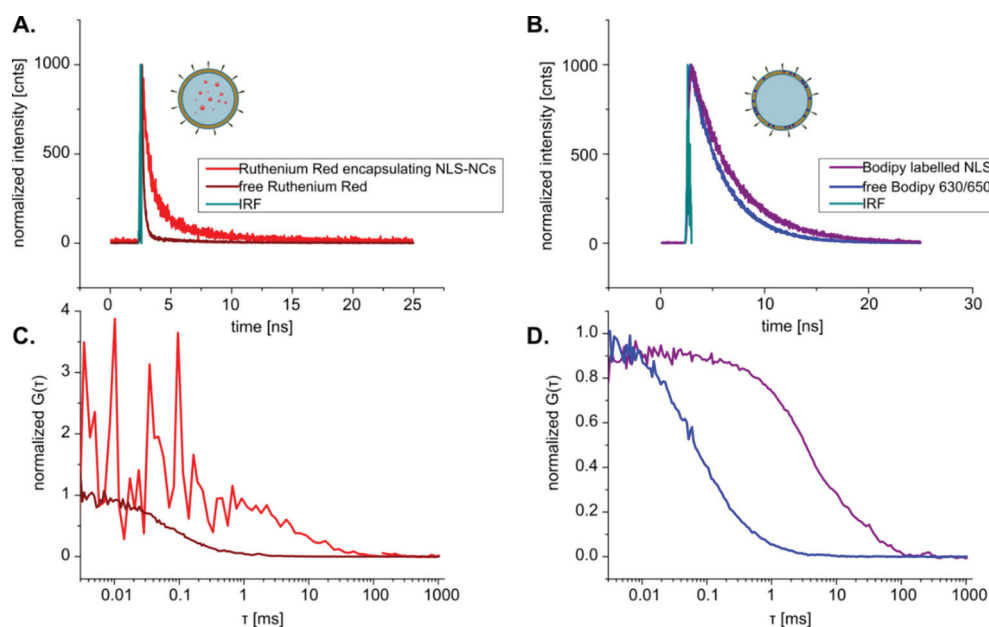 A.
normalized intensity [cnts]
1000
500
0
Ruthenium Red encapsulating NLS-NCs
free Ruthenium Red
IRF
0 5 10 15 20 25
time [ns]
B.
normalized intensity [cnts]
1000
500
0
Bodipy labelled NLS
free Bodipy 630/650
IRF
0 10 20 30
time [ns]
C.
normalized G(τ)
4
3
2
1
0
0.01 0.1 1 10 100 1000
τ [ms]
D.
normalized G(τ)
1.0
0.8
0.6
0.4
0.2
0.0
0.01 0.1 1 10 100 1000
τ [ms]